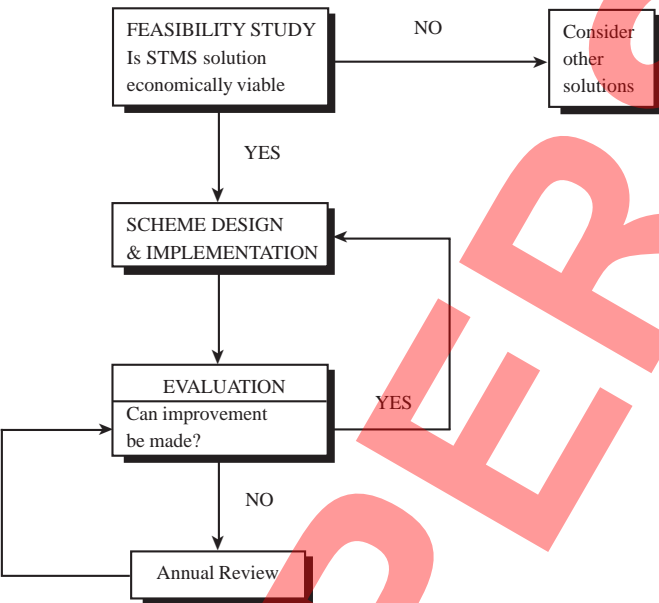 FEASIBILITY STUDY
Is STMS solution
economically viable
NO
Consider
other
solutions
YES
SCHEME DESIGN
& IMPLEMENTATION
EVALUATION
Can improvement
be made?
YES
NO
Annual Review